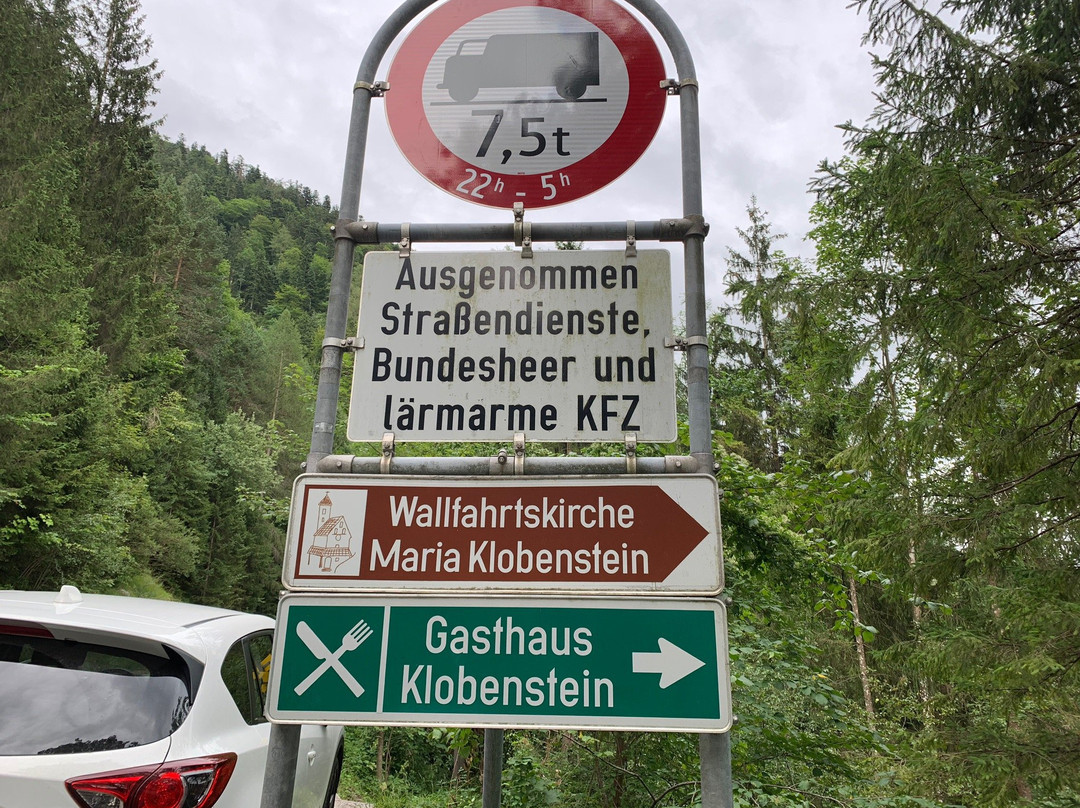 7,5t
22h - 5h
Ausgenommen
Straßendienste,
Bundesheer und
lärmarme KFZ
Wallfahrtskirche
Maria Klobenstein
Gasthaus
Klobenstein